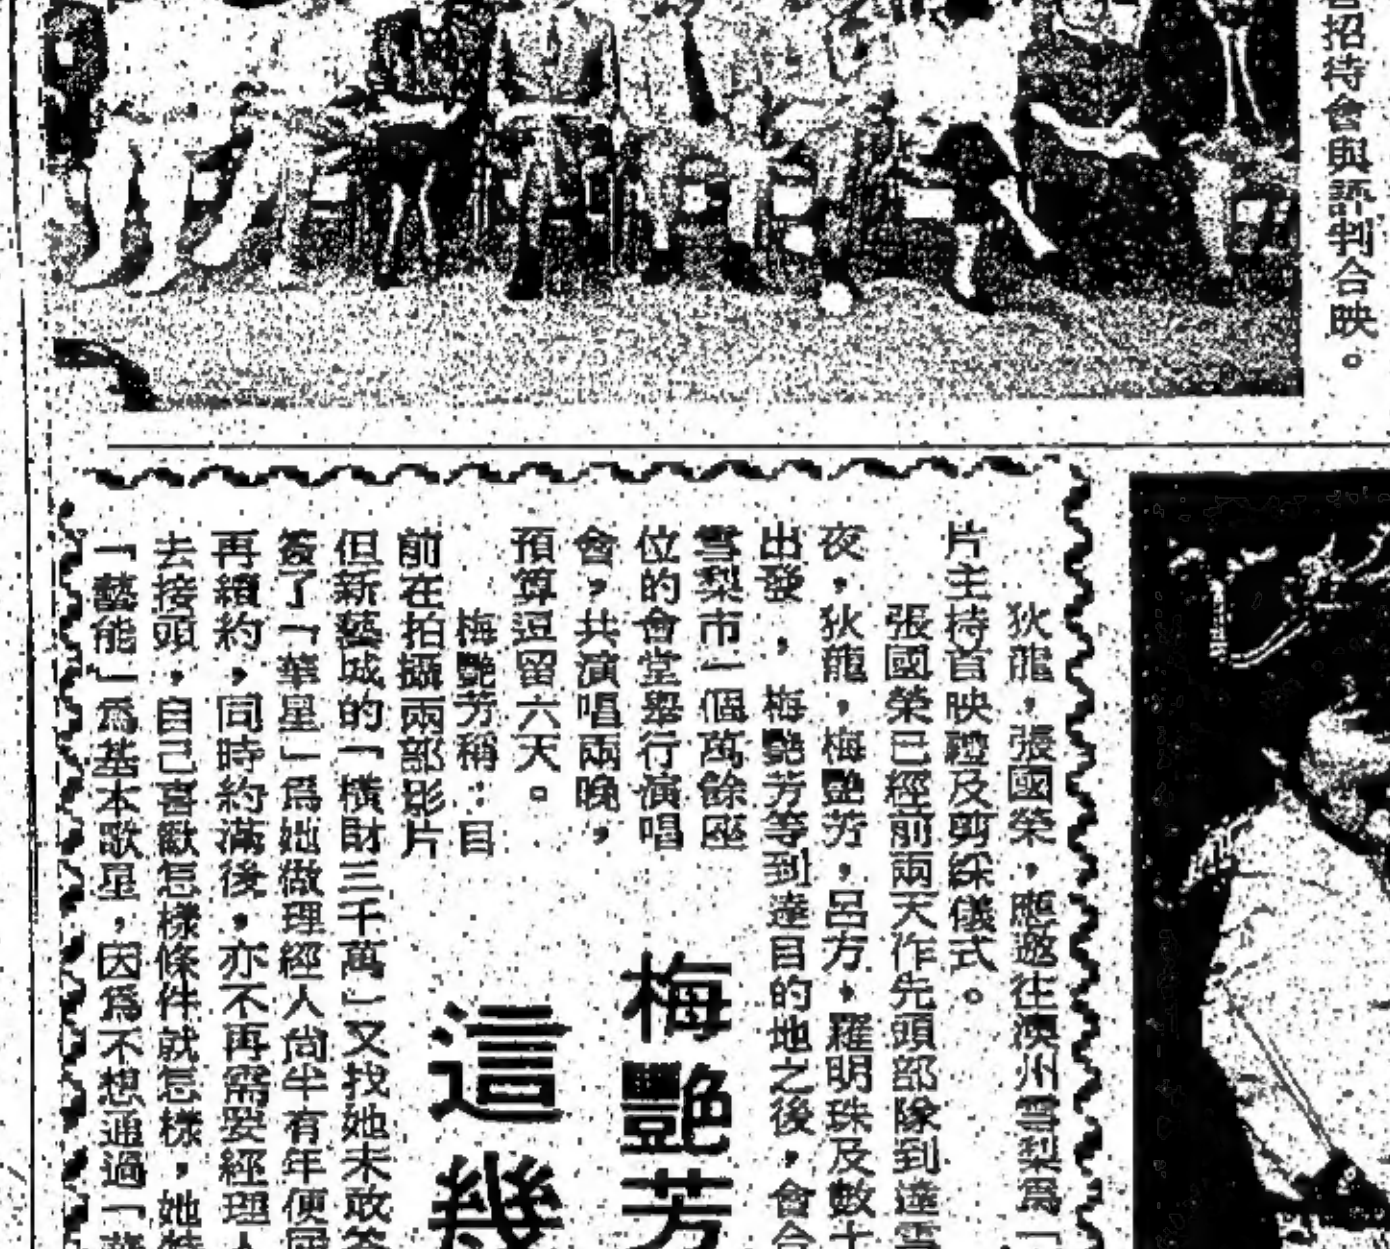 招待會與評判合映。
狄龍，張國榮，應邀往澳州雪梨爲「
片主持首映禮及剪綵儀式。
張國榮已經前兩天作先頭部隊到達雪
夜，狄龍，梅艷芳，呂方，羅明珠及數十
出發，梅艷芳等到達目的地之後，會合
雪梨市一個萬餘座
位的會堂舉行演唱
會，共演唱兩晚，
預算逗留六天。
梅艷芳
這幾
梅艷芳稱：目
前在拍攝兩部影片
但新藝城的「橫財三千萬」又找她未敢答
簽了「華星」爲她做理經人尚半有年便屆
再續約，同時約滿後，亦不再需要經理人
去接頭，自己喜歡怎樣條件就怎樣，她
「藝能」爲基本歌星，因爲不想通過「